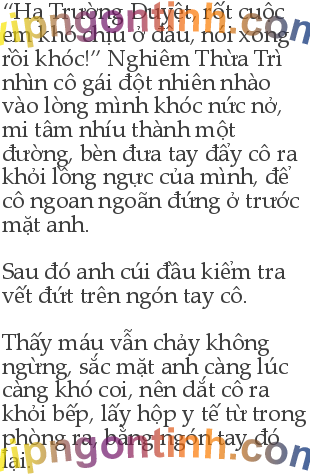 “Hạ Trường Duyệt, rốt cuộc
em khó chịu ở đâu, nói xong
rồi khóc!” Nghiêm Thừa Trì
nhìn cô gái đột nhiên nhào
vào lòng mình khóc nức nở,
mi tâm nhíu thành một
đường, bèn đưa tay đẩy cô ra
khỏi lồng ngực của mình, để
cô ngoan ngoãn đứng ở trước
mặt anh.
Sau đó anh cúi đầu kiểm tra
vết đứt trên ngón tay cô.
Thấy máu vẫn chảy không
ngừng, sắc mặt anh càng lúc
càng khó coi, nên dắt cô ra
khỏi bếp, lấy hộp y tế từ trong
phòng ra, băng ngón tay đó
lại.
vipngontinh.com
vipngontinh.com